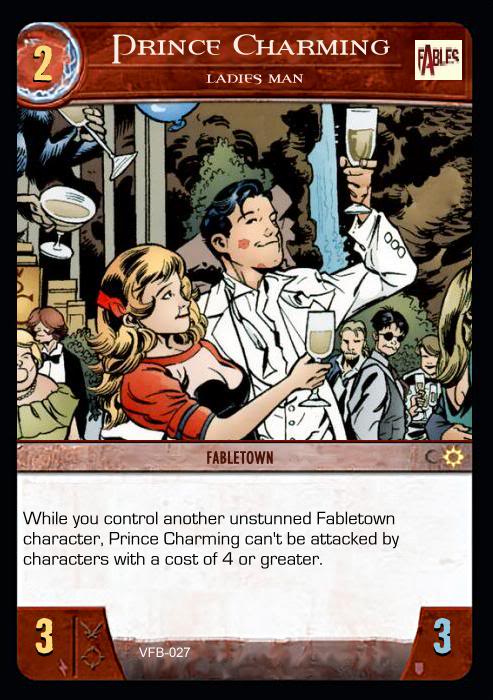 2
PRINCE CHARMING
FABLES
LADIES MAN
FABLETOWN
While you control another unstunned Fabletown
character, Prince Charming can't be attacked by
characters with a cost of 4 or greater.
3
VFB-027
3